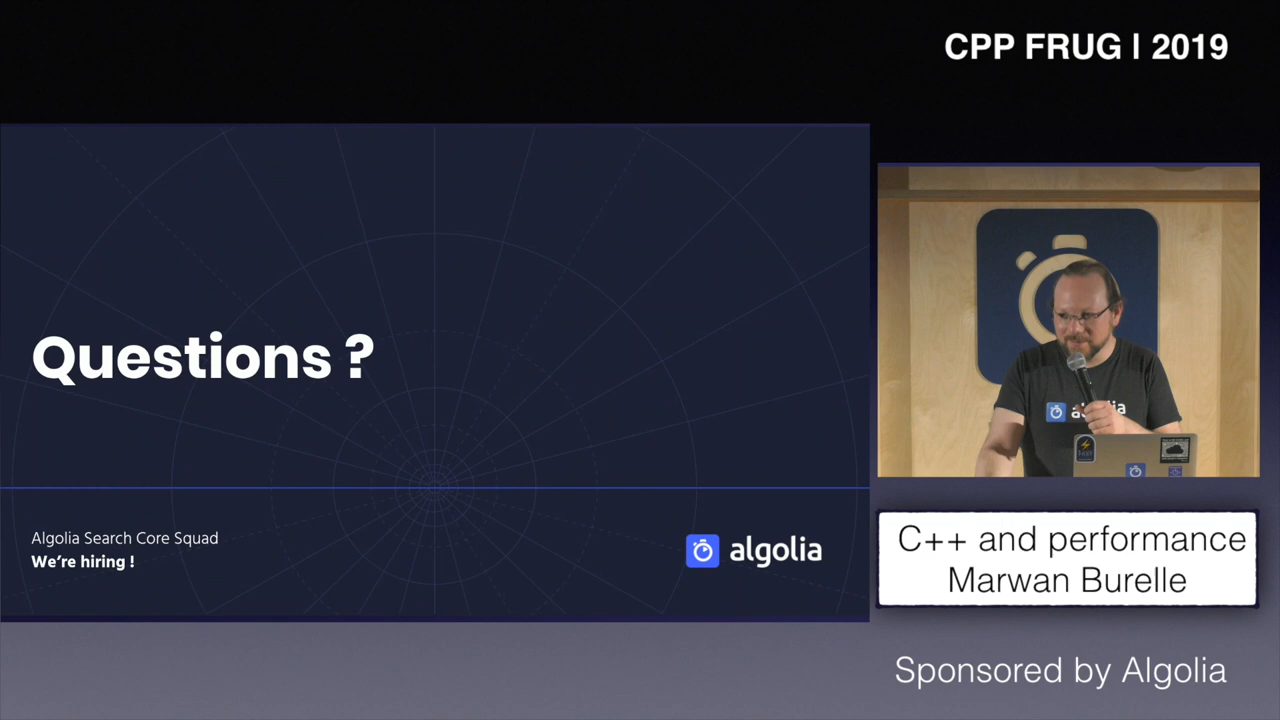 CPP FRUG | 2019
Questions ?
Algolia Search Core Squad
We're hiring !
algolia
algolia
C++ and performance
Marwan Burelle
Sponsored by Algolia